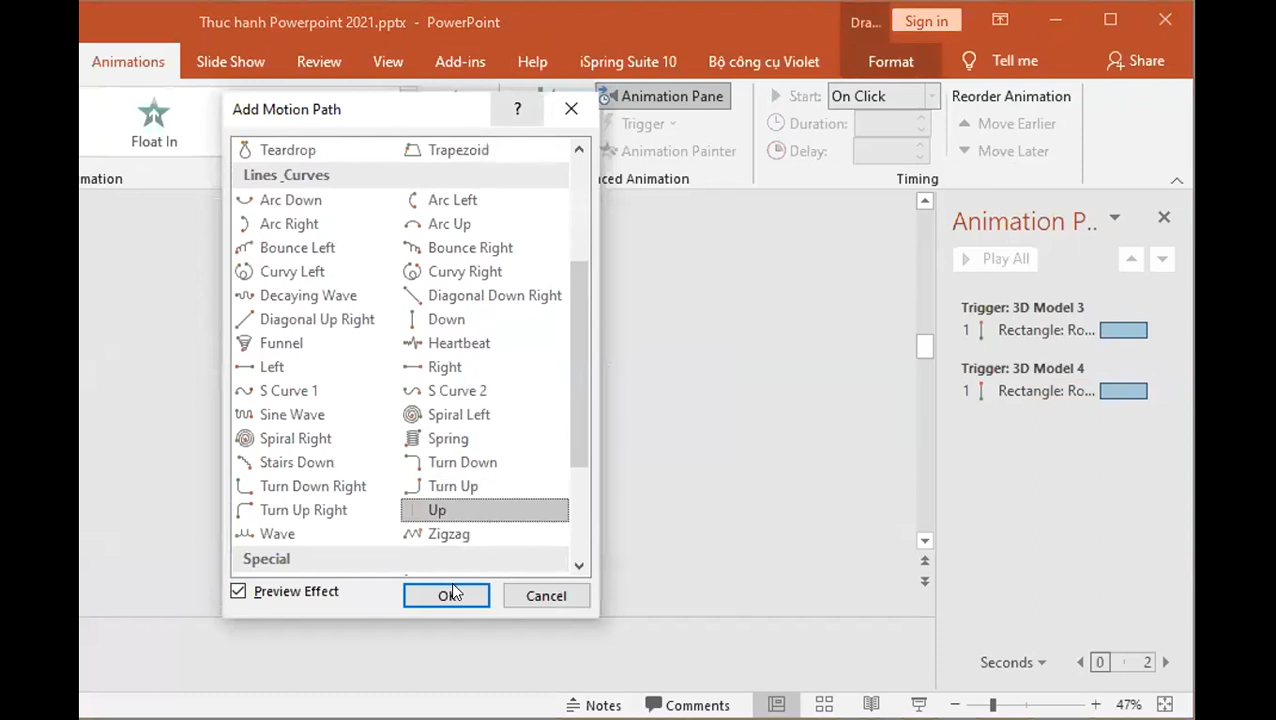 Thuc hanh Powerpoint 2021.pptx - PowerPoint
Dra...
Sign in
Animations
Slide Show
Review
View
Add-ins
Help
iSpring Suite 10
Bộ công cụ Violet
Format
Tell me
Share
Add Motion Path
?
Float In
mation
Animation Pane
Trigger
Animation Painter
ced Animation
Start: On Click
Duration:
Delay:
Timing
Reorder Animation
Move Earlier
Move Later
Teardrop Trapezoid
Lines_Curves
Arc Down Arc Left
Arc Right Arc Up
Bounce Left Bounce Right
Curvy Left Curvy Right
Decaying Wave Diagonal Down Right
Diagonal Up Right Down
Funnel Heartbeat
Left Right
S Curve 1 S Curve 2
Sine Wave Spiral Left
Spiral Right Spring
Stairs Down Turn Down
Turn Down Right Turn Up
Turn Up Right Up
Wave Zigzag
Special
Preview Effect
OK
Cancel
Animation P..
Play All
Trigger: 3D Model 3
1 Rectangle: Ro...
Trigger: 3D Model 4
1 Rectangle: Ro...
Seconds 0 2
Notes
Comments
47%